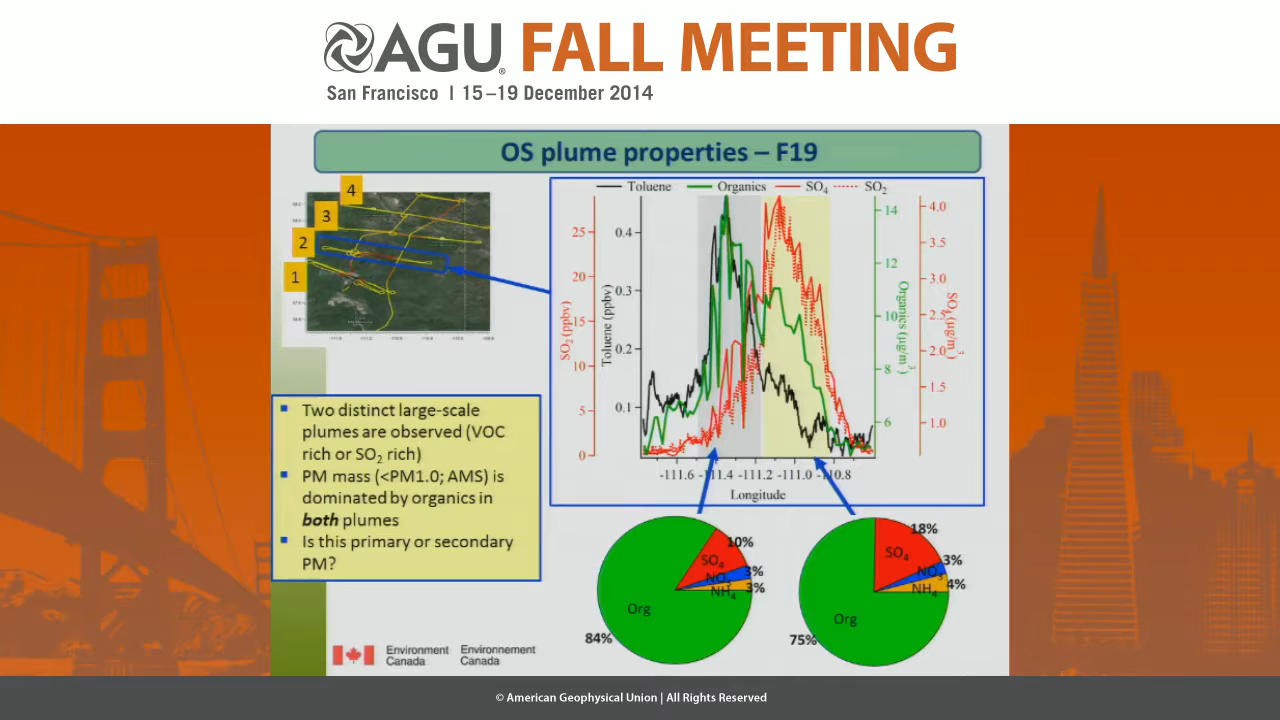 AGU FALL MEETING
San Francisco | 15–19 December 2014
OS plume properties – F19
4
3
2
1
Toluene Organics SO₄ SO₂
25
20
15
10
5
0
SO₂ (ppbv)
0.4
0.3
0.2
0.1
Toluene (ppbv)
14
12
10
8
6
Organics (µg/m³)
4.0
3.5
3.0
2.5
2.0
1.5
1.0
SO₄ (µg/m³)
-111.6 -111.4 -111.2 -111.0 -110.8
Longitude
Two distinct large-scale
plumes are observed (VOC
rich or SO₂ rich)
PM mass (<PM1.0; AMS) is
dominated by organics in
both plumes
Is this primary or secondary
PM?
10%
SO₄
3%
NO₃
3%
NH₄
Org
84%
18%
SO₄
3%
NO₃
4%
NH₄
Org
75%
Environment Environnement
Canada Canada
© American Geophysical Union | All Rights Reserved